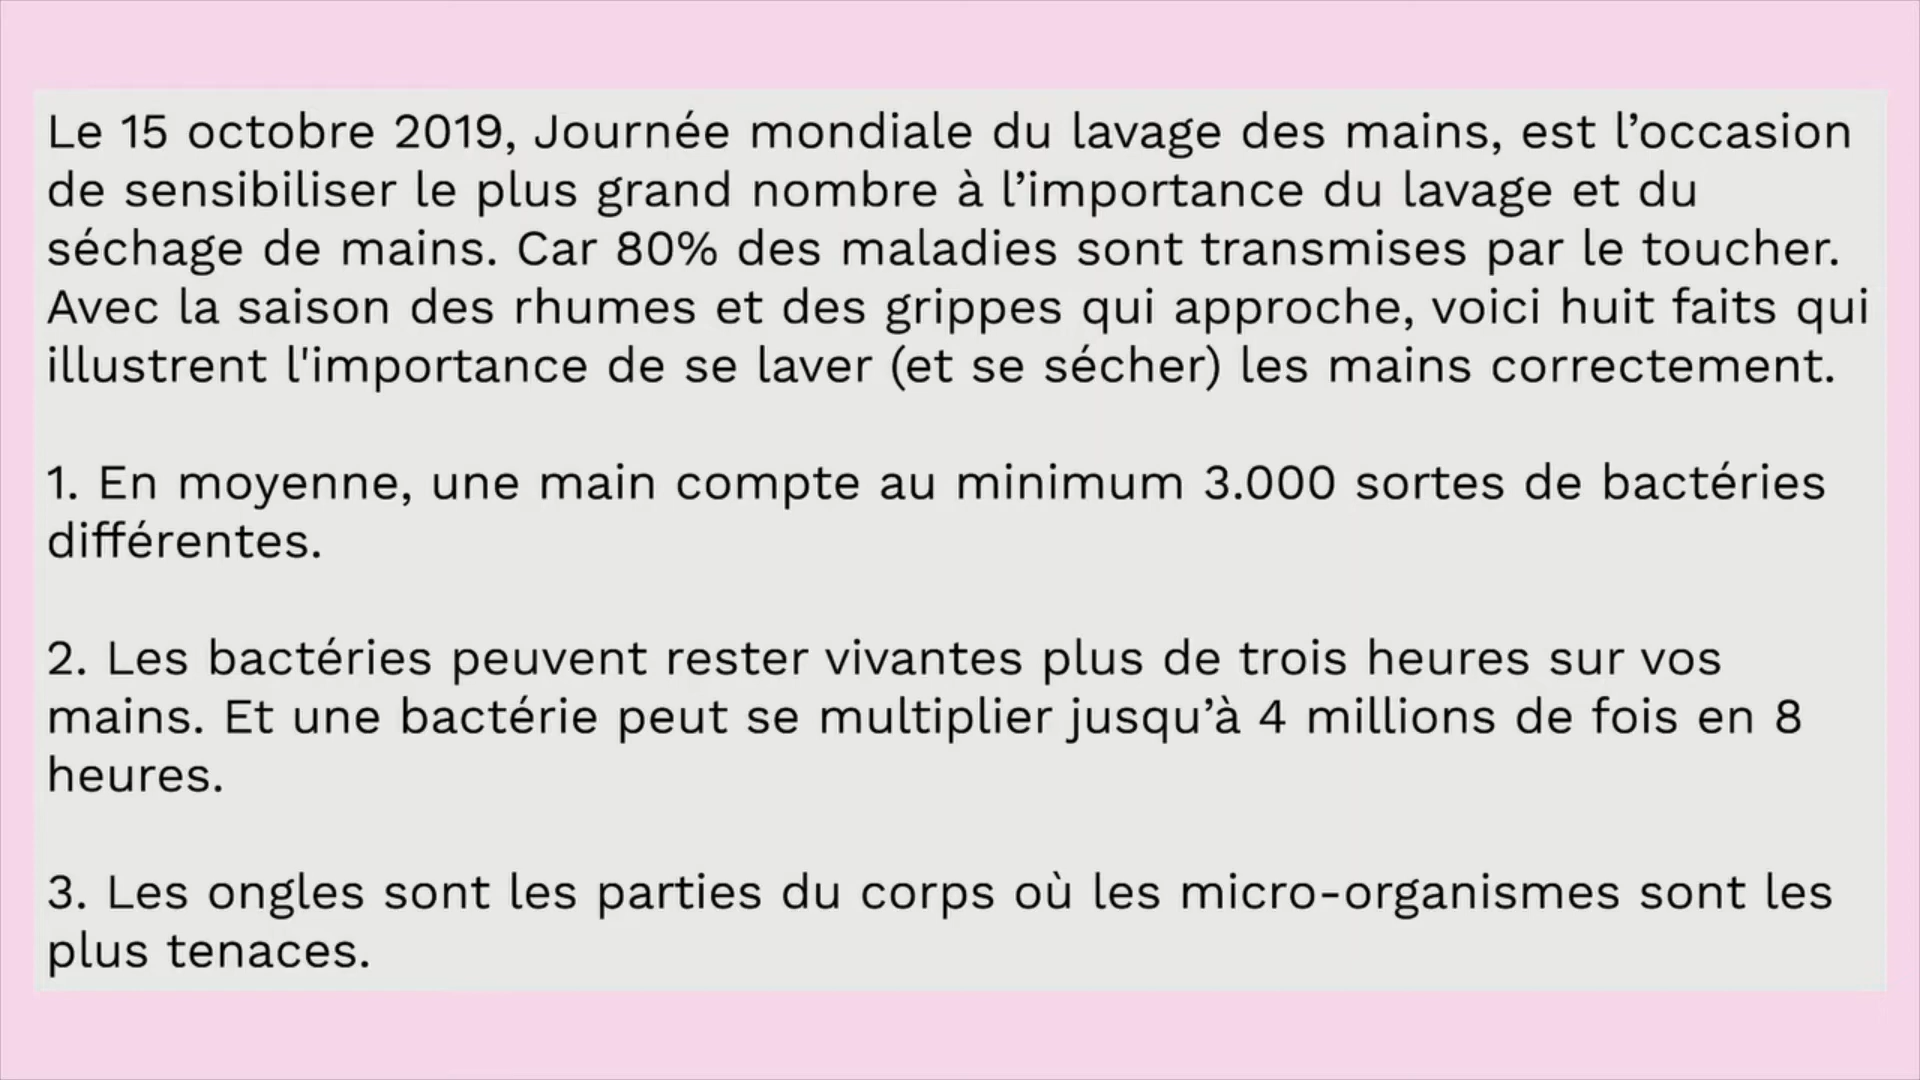 Le 15 octobre 2019, Journée mondiale du lavage des mains, est l’occasion
de sensibiliser le plus grand nombre à l’importance du lavage et du
séchage de mains. Car 80% des maladies sont transmises par le toucher.
Avec la saison des rhumes et des grippes qui approche, voici huit faits qui
illustrent l'importance de se laver (et se sécher) les mains correctement.
1. En moyenne, une main compte au minimum 3.000 sortes de bactéries
différentes.
2. Les bactéries peuvent rester vivantes plus de trois heures sur vos
mains. Et une bactérie peut se multiplier jusqu’à 4 millions de fois en 8
heures.
3. Les ongles sont les parties du corps où les micro-organismes sont les
plus tenaces.